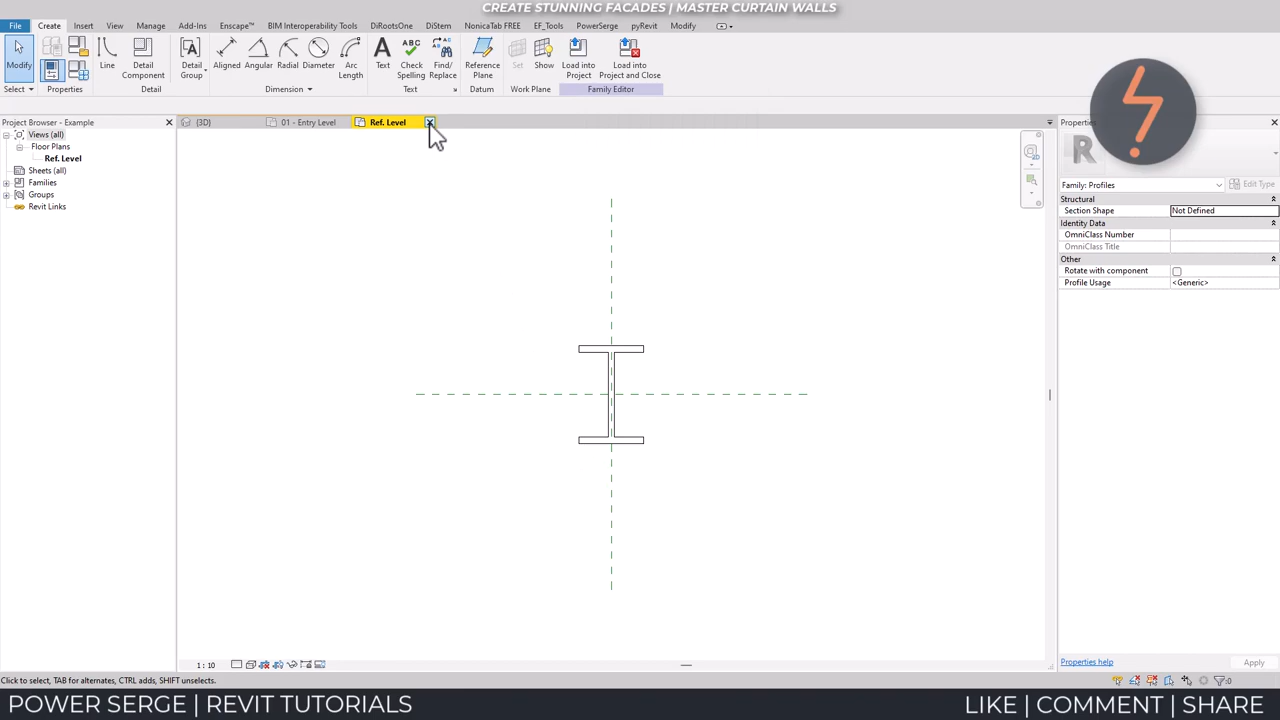 CREATE STUNNING FACADES | MASTER CURTAIN WALLS
File Create Insert View Manage Add-Ins Enscape™ BIM Interoperability Tools DiRootsOne DiStem NonicaTab FREE EF_Tools PowerSerge pyRevit Modify
Modify Line Detail Component Detail Group Aligned Angular Radial Diameter Arc Length Text Check Spelling Find/ Replace Reference Plane Set Show Load into Project Load into Project and Close
Select Properties Detail Dimension Text Datum Work Plane Family Editor
Project Browser - Example
{3D} 01 - Entry Level Ref. Level
Properties
Views (all)
Floor Plans
Ref. Level
Sheets (all)
Families
Groups
Revit Links
R
Family: Profiles Edit Type
Structural
Section Shape Not Defined
Identity Data
OmniClass Number
OmniClass Title
Other
Rotate with component
Profile Usage <Generic>
Properties help Apply
1 : 10
Click to select, TAB for alternates, CTRL adds, SHIFT unselects.
:0
POWER SERGE | REVIT TUTORIALS
LIKE | COMMENT | SHARE